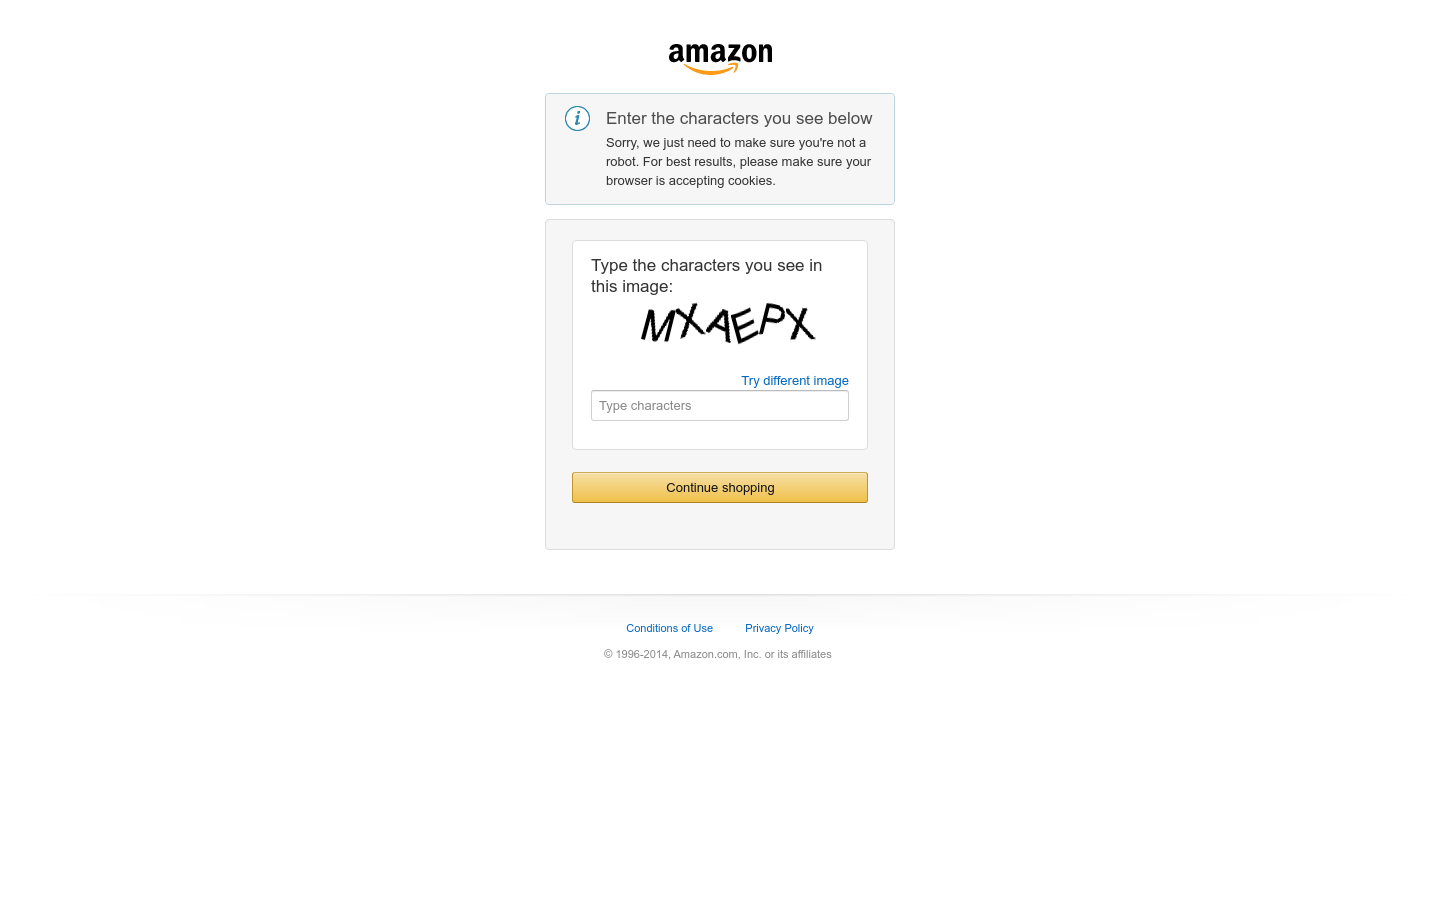 amazon
Enter the characters you see below
Sorry, we just need to make sure you're not a
robot. For best results, please make sure your
browser is accepting cookies.
Type the characters you see in
this image:
MXAEPX
Try different image
Type characters
Continue shopping
Conditions of Use Privacy Policy
© 1996-2014, Amazon.com, Inc. or its affiliates